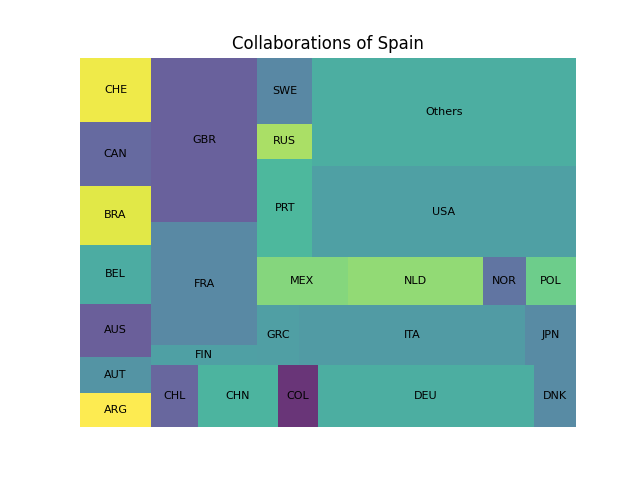 Collaborations of Spain
CHE
GBR
SWE
Others
RUS
CAN
PRT
USA
BRA
BEL
FRA
MEX
NLD
NOR
POL
AUS
GRC
ITA
JPN
FIN
AUT
CHL
CHN
COL
DEU
DNK
ARG